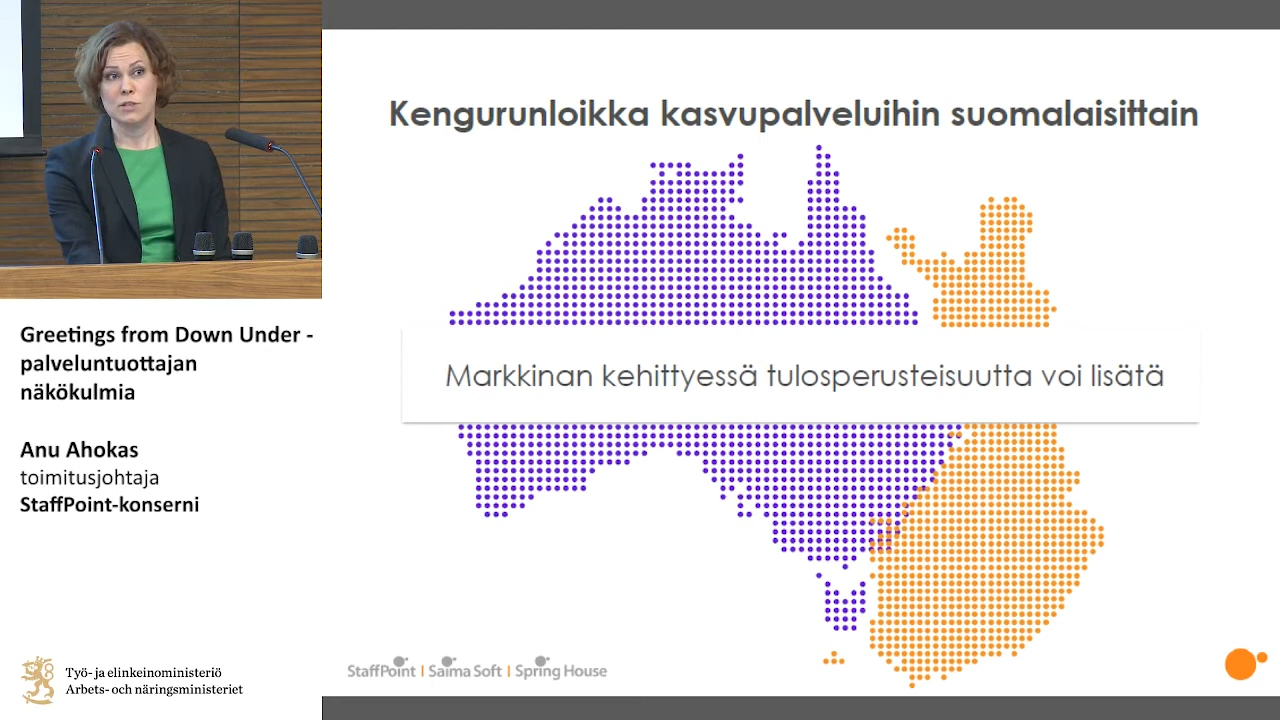 Kengurunloikka kasvupalveluihin suomalaisittain
Markkinan kehittyessä tulosperusteisuutta voi lisätä
Greetings from Down Under -
palveluntuottajan
näkökulmia
Anu Ahokas
toimitusjohtaja
StaffPoint-konserni
Työ- ja elinkeinoministeriö
Arbets- och näringsministeriet
StaffPoint | Saima Soft | Spring House